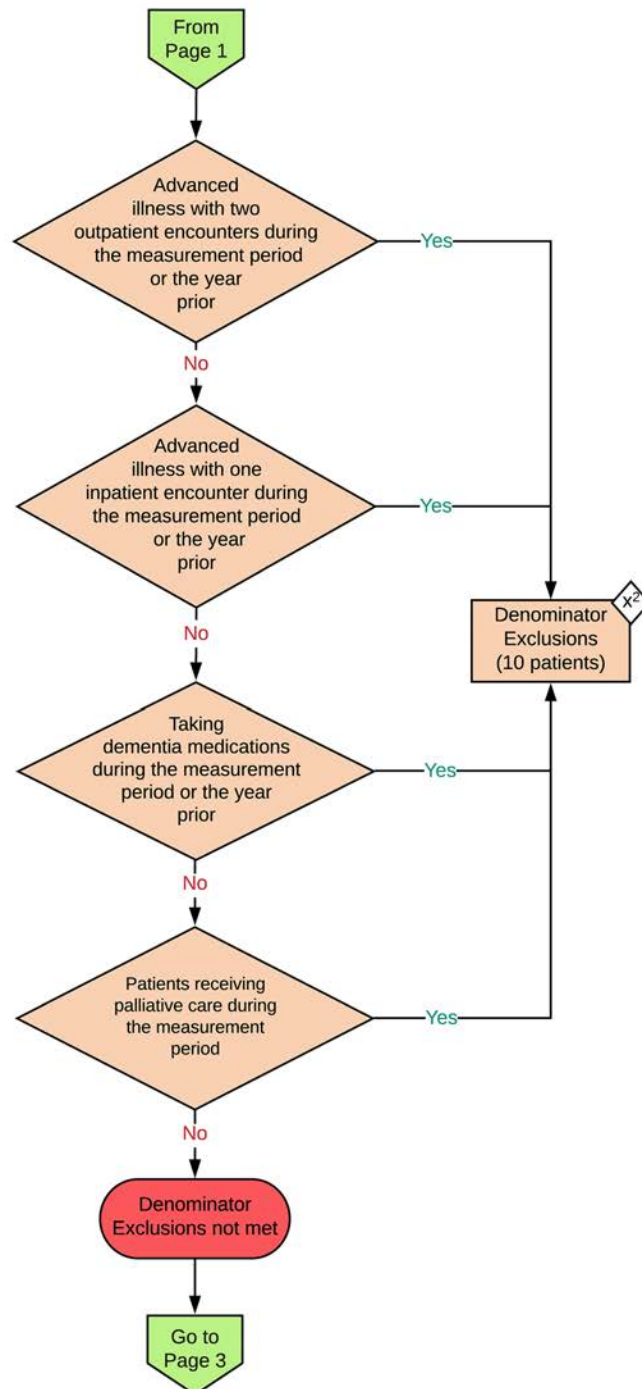 From
Page 1
Advanced
illness with two
outpatient encounters during
the measurement period
or the year
prior
Yes
No
Advanced
illness with one
inpatient encounter during
the measurement period
or the year
prior
Yes
x²
Denominator
Exclusions
(10 patients)
No
Taking
dementia medications
during the measurement
period or the year
prior
Yes
No
Patients receiving
palliative care during
the measurement
period
Yes
No
Denominator
Exclusions not met
Go to
Page 3